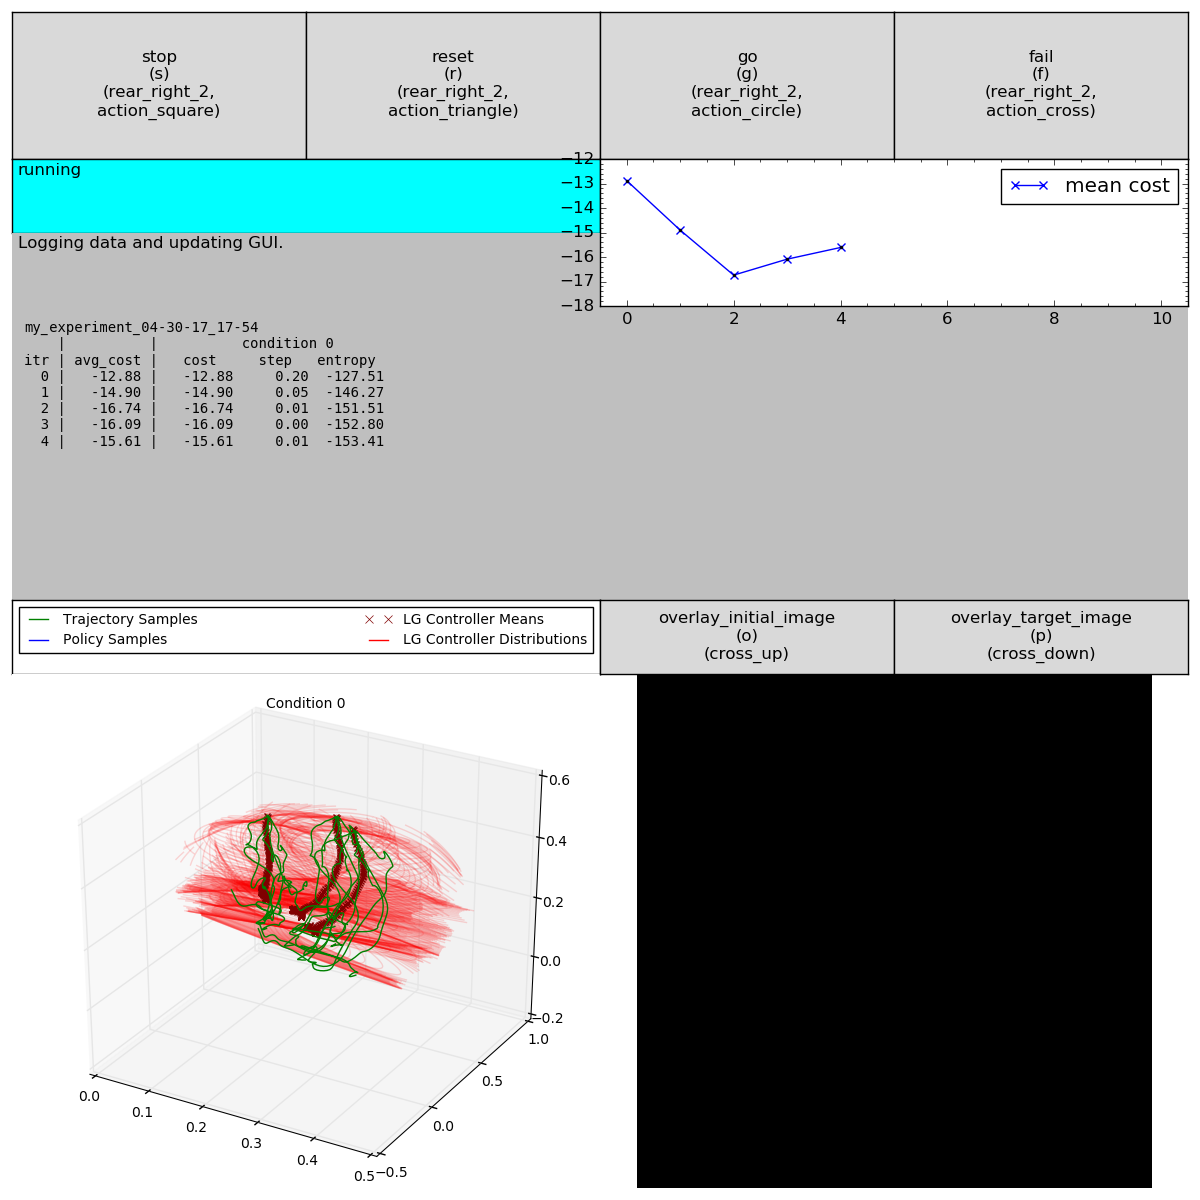 stop
(s)
(rear_right_2,
action_square)
reset
(r)
(rear_right_2,
action_triangle)
go
(g)
(rear_right_2,
action_circle)
fail
(f)
(rear_right_2,
action_cross)
running
Logging data and updating GUI.
−12
−13
−14
−15
−16
−17
−18
0 2 4 6 8 10
mean cost
my_experiment_04-30-17_17-54
| | condition 0
itr | avg_cost | cost step entropy
0 | -12.88 | -12.88 0.20 -127.51
1 | -14.90 | -14.90 0.05 -146.27
2 | -16.74 | -16.74 0.01 -151.51
3 | -16.09 | -16.09 0.00 -152.80
4 | -15.61 | -15.61 0.01 -153.41
Trajectory Samples
Policy Samples
LG Controller Means
LG Controller Distributions
overlay_initial_image
(o)
(cross_up)
overlay_target_image
(p)
(cross_down)
Condition 0
0.6
0.4
0.2
0.0
−0.2
1.0
0.5
0.0
−0.5
0.0
0.1
0.2
0.3
0.4
0.5